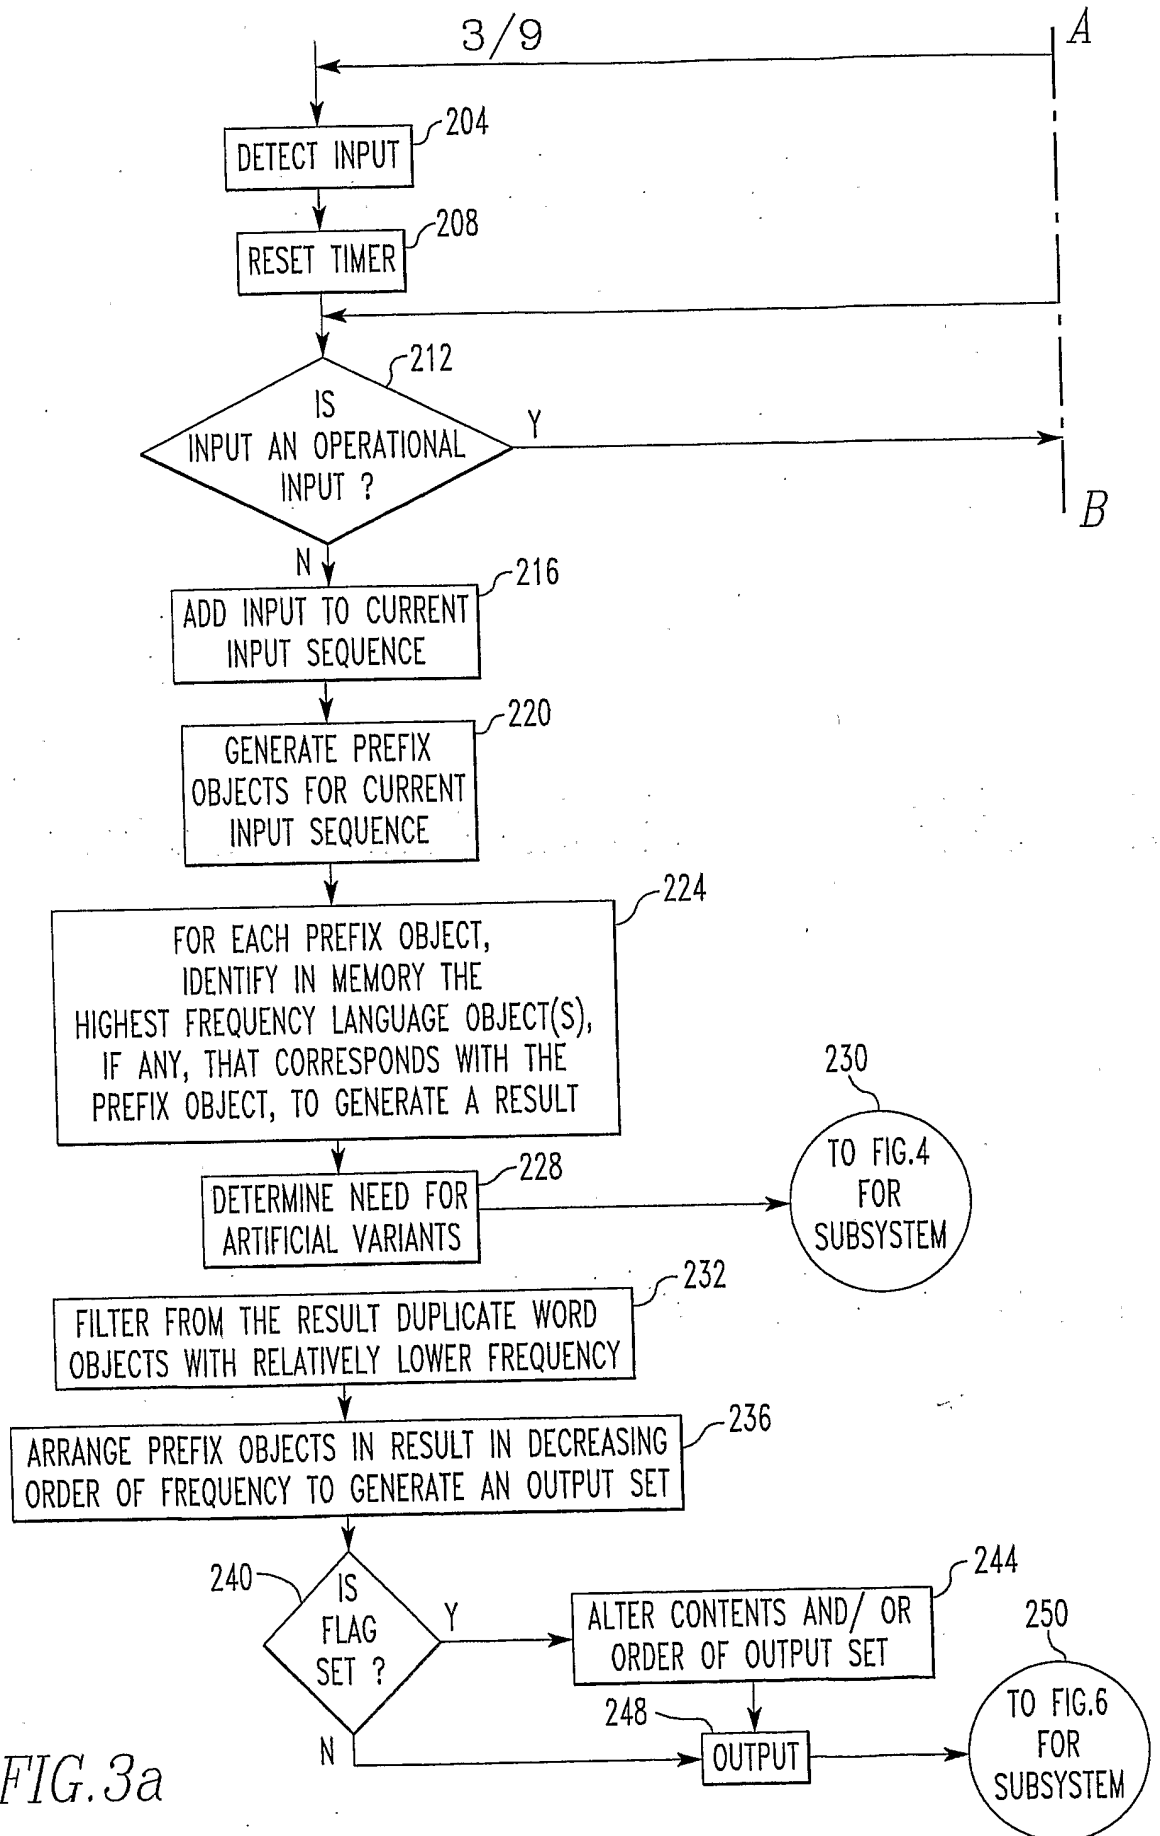 3/9
A
204
DETECT INPUT
208
RESET TIMER
212
IS
INPUT AN OPERATIONAL
INPUT ?
Y
B
N
216
ADD INPUT TO CURRENT
INPUT SEQUENCE
220
GENERATE PREFIX
OBJECTS FOR CURRENT
INPUT SEQUENCE
224
FOR EACH PREFIX OBJECT,
IDENTIFY IN MEMORY THE
HIGHEST FREQUENCY LANGUAGE OBJECT(S),
IF ANY, THAT CORRESPONDS WITH THE
PREFIX OBJECT, TO GENERATE A RESULT
230
TO FIG.4
FOR
SUBSYSTEM
228
DETERMINE NEED FOR
ARTIFICIAL VARIANTS
232
FILTER FROM THE RESULT DUPLICATE WORD
OBJECTS WITH RELATIVELY LOWER FREQUENCY
236
ARRANGE PREFIX OBJECTS IN RESULT IN DECREASING
ORDER OF FREQUENCY TO GENERATE AN OUTPUT SET
240
IS
FLAG
SET ?
Y
244
ALTER CONTENTS AND/ OR
ORDER OF OUTPUT SET
250
TO FIG.6
FOR
SUBSYSTEM
248
OUTPUT
N
FIG.3a